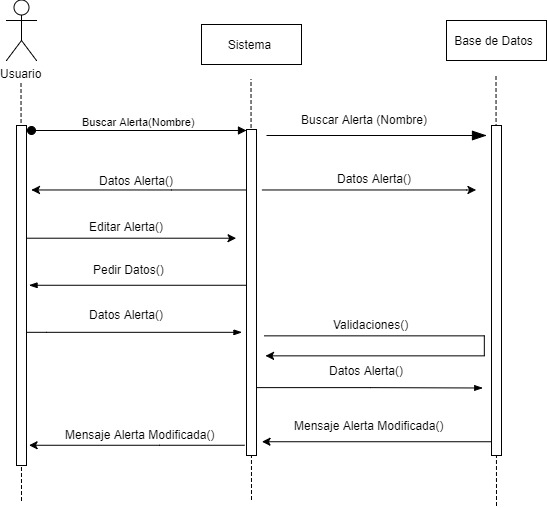 Usuario
Sistema
Base de Datos
Buscar Alerta(Nombre)
Buscar Alerta (Nombre)
Datos Alerta()
Datos Alerta()
Editar Alerta()
Pedir Datos()
Datos Alerta()
Validaciones()
Datos Alerta()
Mensaje Alerta Modificada()
Mensaje Alerta Modificada()